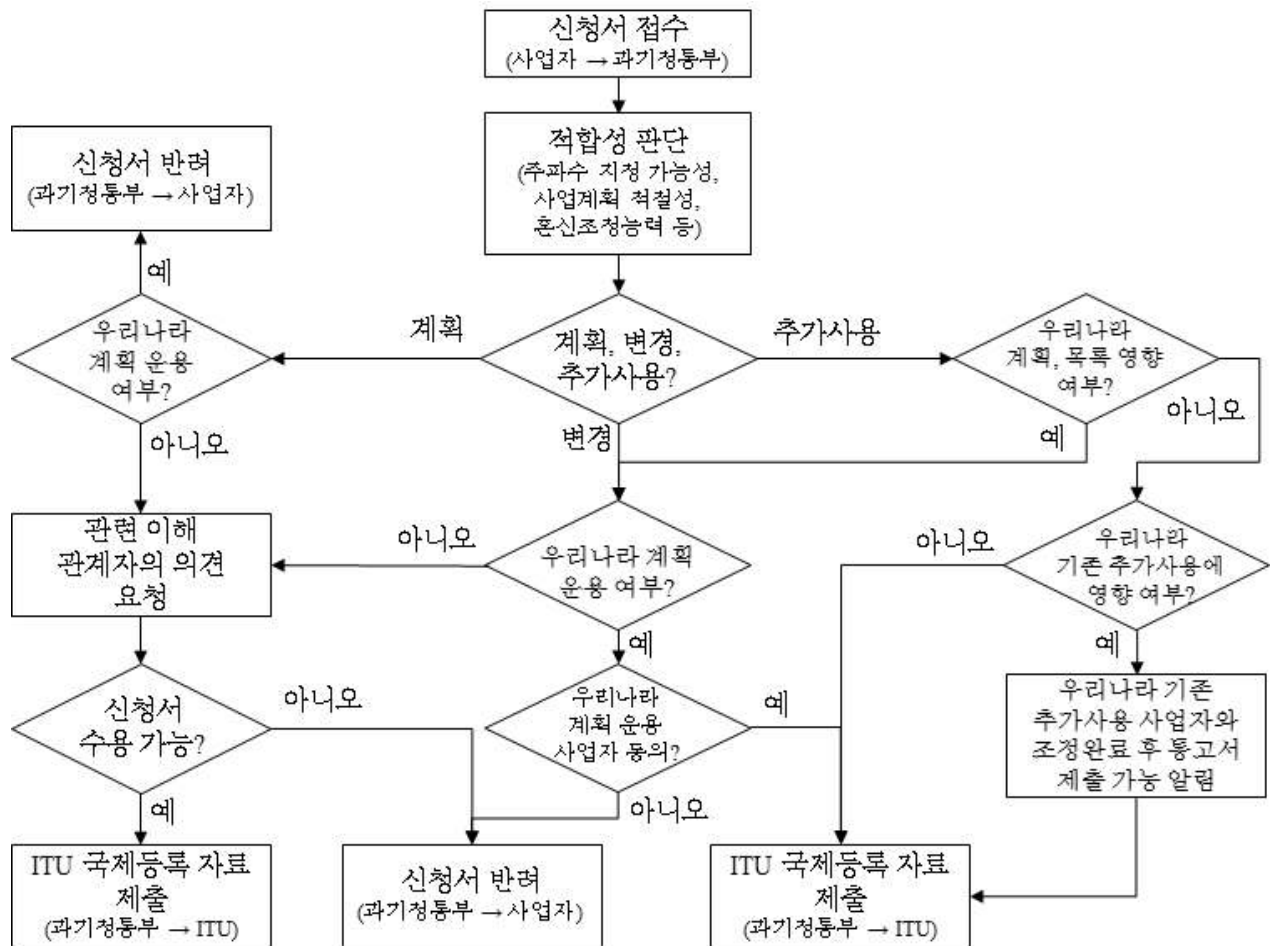 신청서 접수
(사업자 → 과기정통부)
적합성 판단
(주파수 지정 가능성,
사업계획 적절성,
혼신조정능력 등)
신청서 반려
(과기정통부 → 사업자)
예
우리나라
계획 운용
여부?
계획
계획, 변경,
추가사용?
추가사용
우리나라
계획, 목록 영향
여부?
아니오
변경
예
아니오
관련 이해
관계자의 의견
요청
아니오
우리나라 계획
운용 여부?
아니오
우리나라
기존 추가사용에
영향 여부?
예
예
신청서
수용 가능?
아니오
우리나라
계획 운용
사업자 동의?
예
우리나라 기존
추가사용 사업자와
조정완료 후 통고서
제출 가능 알림
예
아니오
ITU 국제등록 자료
제출
(과기정통부 → ITU)
신청서 반려
(과기정통부 → 사업자)
ITU 국제등록 자료
제출
(과기정통부 → ITU)